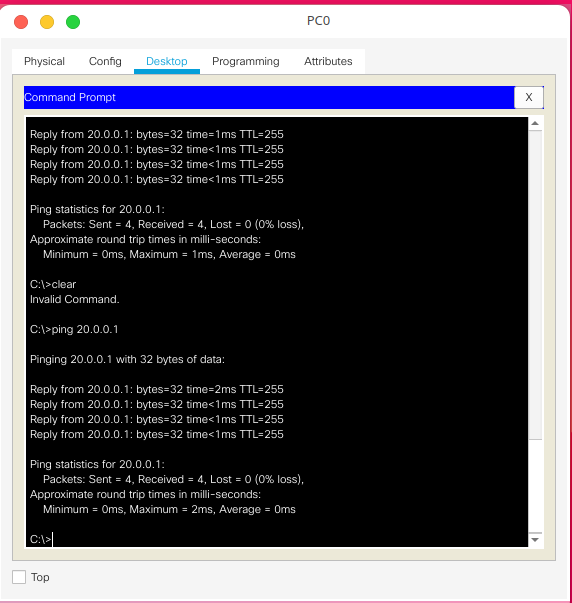 PC0
Physical Config Desktop Programming Attributes
Command Prompt X
Reply from 20.0.0.1: bytes=32 time=1ms TTL=255
Reply from 20.0.0.1: bytes=32 time<1ms TTL=255
Reply from 20.0.0.1: bytes=32 time<1ms TTL=255
Reply from 20.0.0.1: bytes=32 time<1ms TTL=255
Ping statistics for 20.0.0.1:
Packets: Sent = 4, Received = 4, Lost = 0 (0% loss),
Approximate round trip times in milli-seconds:
Minimum = 0ms, Maximum = 1ms, Average = 0ms
C:\>clear
Invalid Command.
C:\>ping 20.0.0.1
Pinging 20.0.0.1 with 32 bytes of data:
Reply from 20.0.0.1: bytes=32 time=2ms TTL=255
Reply from 20.0.0.1: bytes=32 time<1ms TTL=255
Reply from 20.0.0.1: bytes=32 time<1ms TTL=255
Reply from 20.0.0.1: bytes=32 time<1ms TTL=255
Ping statistics for 20.0.0.1:
Packets: Sent = 4, Received = 4, Lost = 0 (0% loss),
Approximate round trip times in milli-seconds:
Minimum = 0ms, Maximum = 2ms, Average = 0ms
C:\>
Top